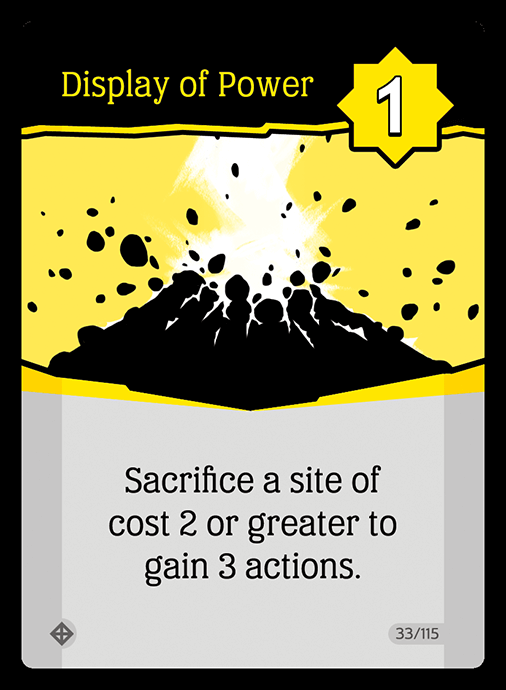 Display of Power
1
Sacrifice a site of
cost 2 or greater to
gain 3 actions.
33/115